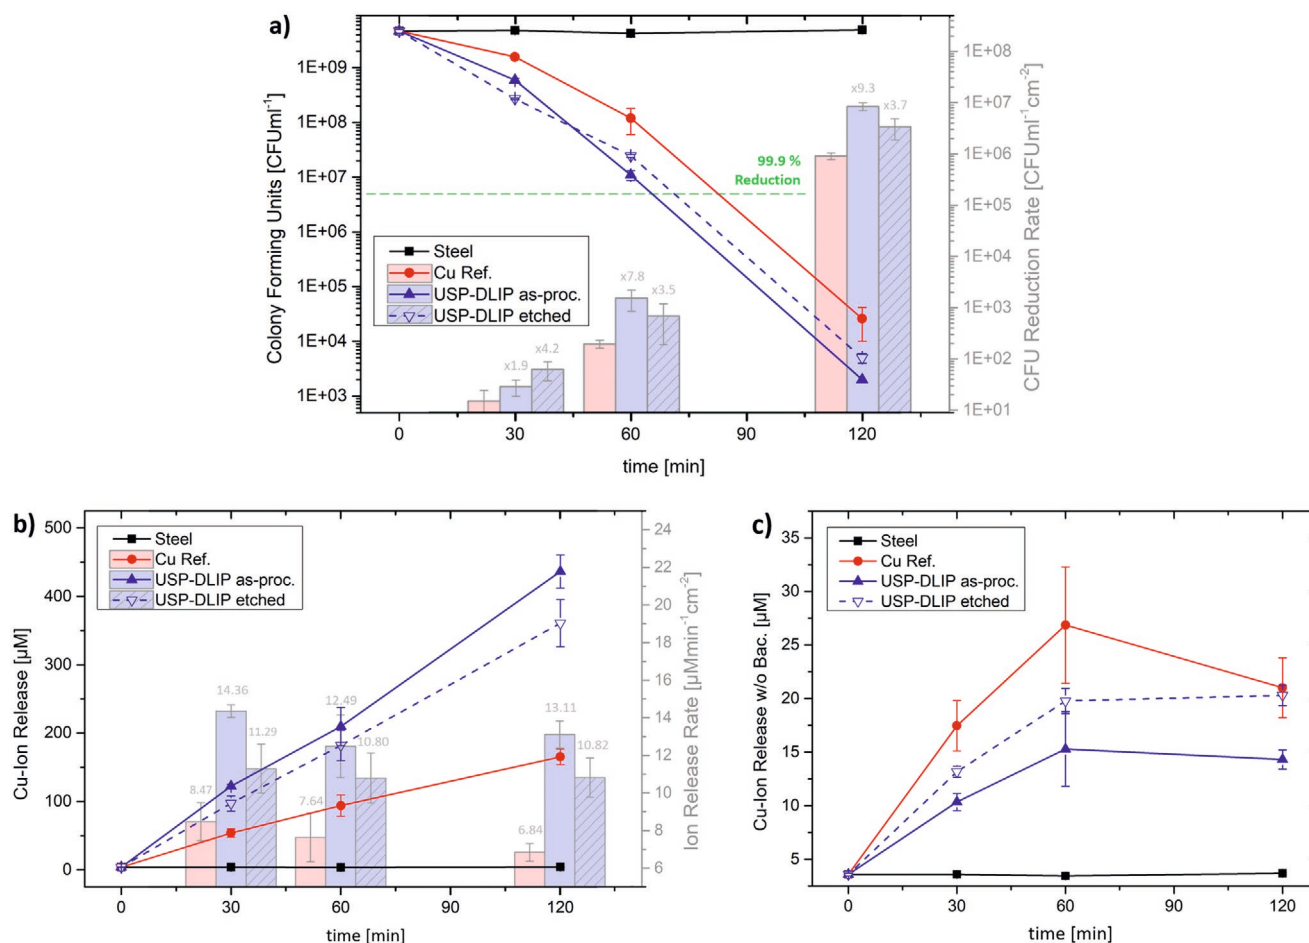 a)
Colony Forming Units [CFUml⁻¹]
1E+09
1E+08
1E+07
1E+06
1E+05
1E+04
1E+03
99.9 %
Reduction
Steel
Cu Ref.
USP-DLIP as-proc.
USP-DLIP etched
x1.9
x4.2
x7.8
x3.5
x9.3
x3.7
1E+08
1E+07
1E+06
1E+05
1E+04
1E+03
1E+02
1E+01
CFU Reduction Rate [CFUml⁻¹cm⁻²]
0 30 60 90 120
time [min]
b)
Cu-Ion Release [µM]
500
450
400
350
300
250
200
150
100
50
0
Steel
Cu Ref.
USP-DLIP as-proc.
USP-DLIP etched
8.47
14.36
11.29
7.64
12.49
10.80
6.84
13.11
10.82
24
22
20
18
16
14
12
10
8
6
Ion Release Rate [µMmin⁻¹cm⁻²]
0 30 60 90 120
time [min]
c)
Cu-Ion Release w/o Bac. [µM]
35
30
25
20
15
10
5
Steel
Cu Ref.
USP-DLIP as-proc.
USP-DLIP etched
0 30 60 90 120
time [min]